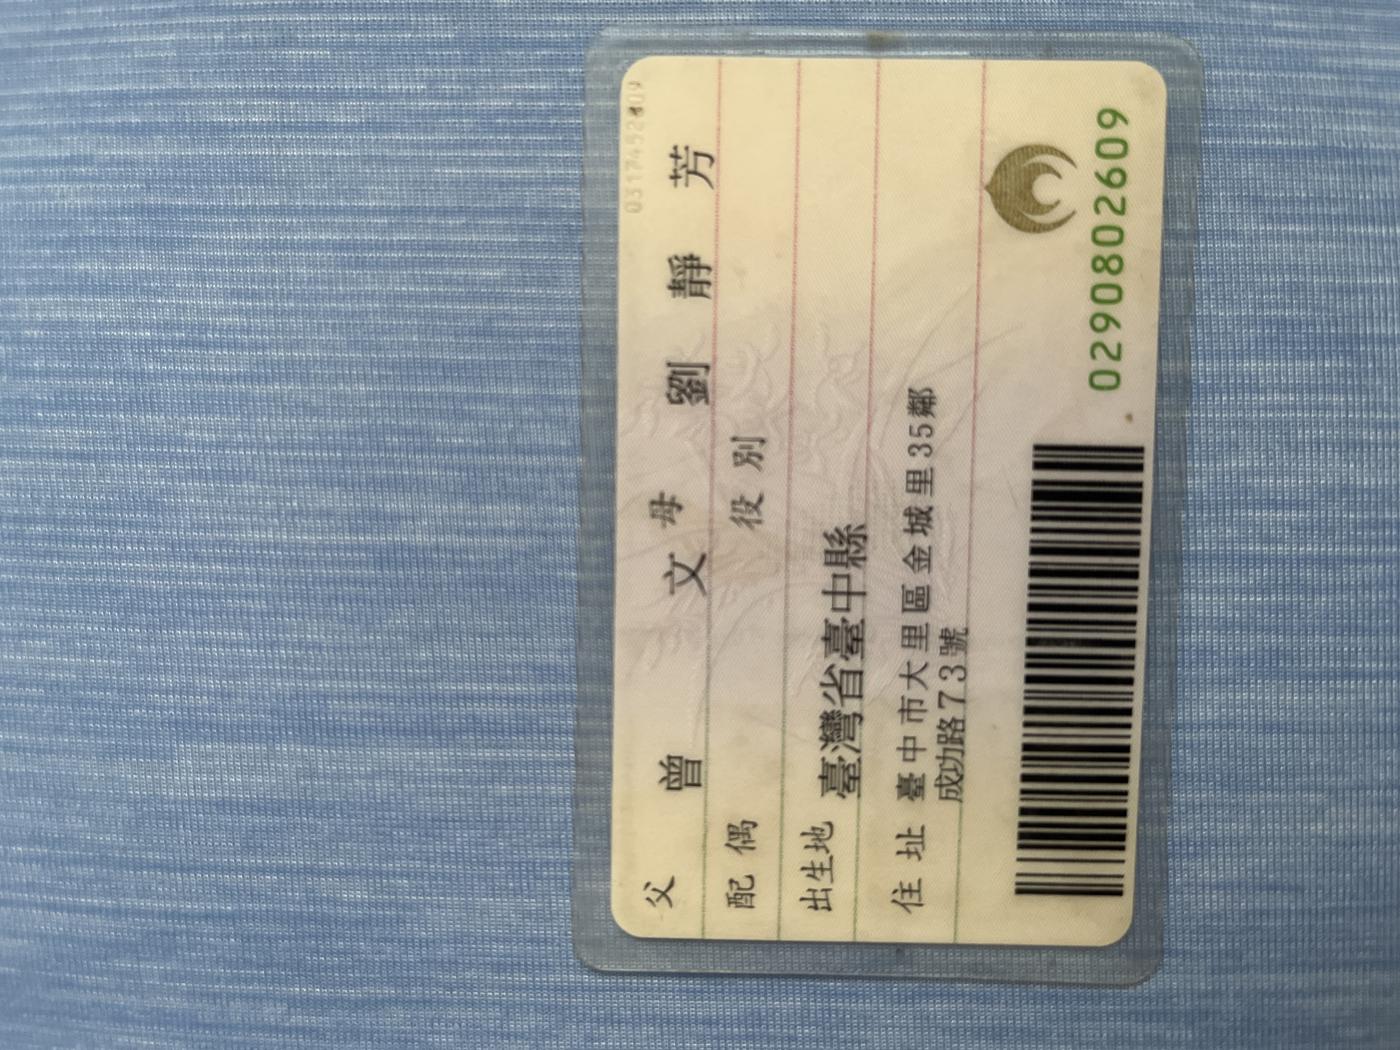 0317452809
父 曾 文 母 劉 靜 芳
配偶 役別
出生地 臺灣省臺中縣
住址 臺中市大里區金城里35鄰
成功路73號
0290802609